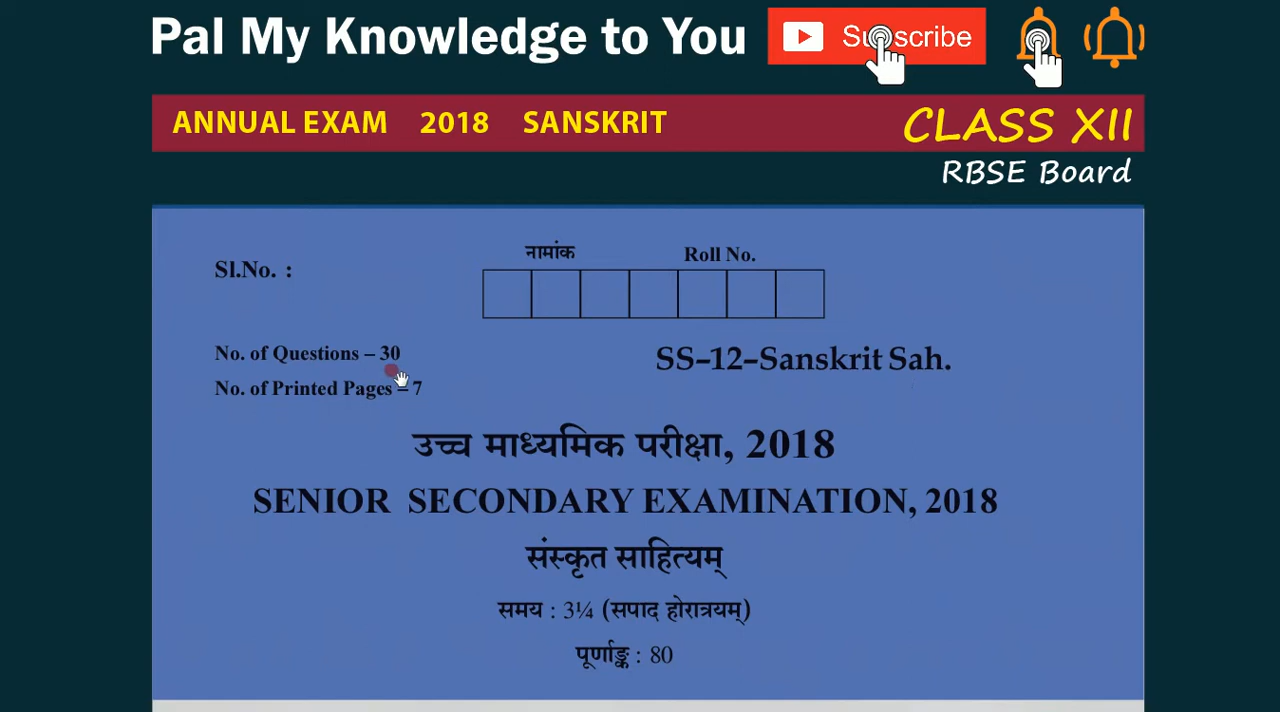 Pal My Knowledge to You
Subscribe
ANNUAL EXAM 2018 SANSKRIT
CLASS XII
RBSE Board
नामांक Roll No.
Sl.No. :
No. of Questions – 30
SS–12–Sanskrit Sah.
No. of Printed Pages – 7
उच्च माध्यमिक परीक्षा, 2018
SENIOR SECONDARY EXAMINATION, 2018
संस्कृत साहित्यम्
समय : 3¼ (सपाद होरात्रयम्)
पूर्णाङ्क : 80